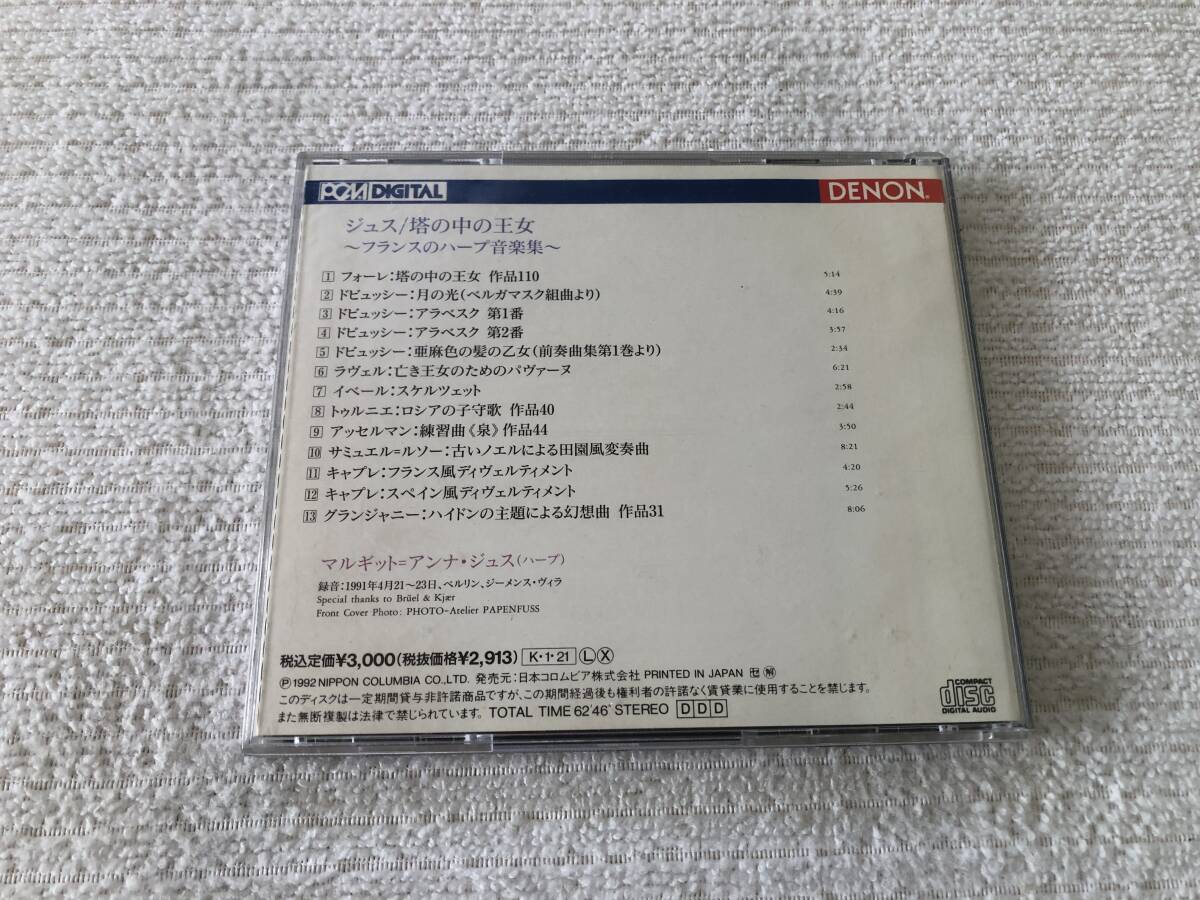 PCM DIGITAL
DENON®
ジュス/塔の中の王女
〜フランスのハープ音楽集〜
1 フォーレ:塔の中の王女 作品110 5:14
2 ドビュッシー:月の光(ベルガマスク組曲より) 4:39
3 ドビュッシー:アラベスク 第1番 4:16
4 ドビュッシー:アラベスク 第2番 3:57
5 ドビュッシー:亜麻色の髪の乙女(前奏曲集第1巻より) 2:34
6 ラヴェル:亡き王女のためのパヴァーヌ 6:21
7 イベール:スケルツェット 2:58
8 トゥルニエ:ロシアの子守歌 作品40 2:44
9 アッセルマン:練習曲《泉》作品44 3:50
10 サミュエル=ルソー:古いノエルによる田園風変奏曲 8:21
11 キャプレ:フランス風ディヴェルティメント 4:20
12 キャプレ:スペイン風ディヴェルティメント 5:26
13 グランジャニー:ハイドンの主題による幻想曲 作品31 8:06
マルギット=アンナ・ジュス(ハープ)
録音:1991年4月21〜23日、ベルリン、ジーメンス・ヴィラ
Special thanks to Brüel & Kjær
Front Cover Photo: PHOTO-Atelier PAPENFUSS
税込定価¥3,000(税抜価格¥2,913) K・1・21 Ⓛ Ⓧ
Ⓟ1992 NIPPON COLUMBIA CO., LTD. 発売元:日本コロムビア株式会社 PRINTED IN JAPAN
このディスクは一定期間貸与非許諾商品ですが、この期間経過後も権利者の許諾なく賃貸業に使用することを禁じます。
また無断複製は法律で禁じられています。 TOTAL TIME 62'46" STEREO D D D
COMPACT
disc
DIGITAL AUDIO